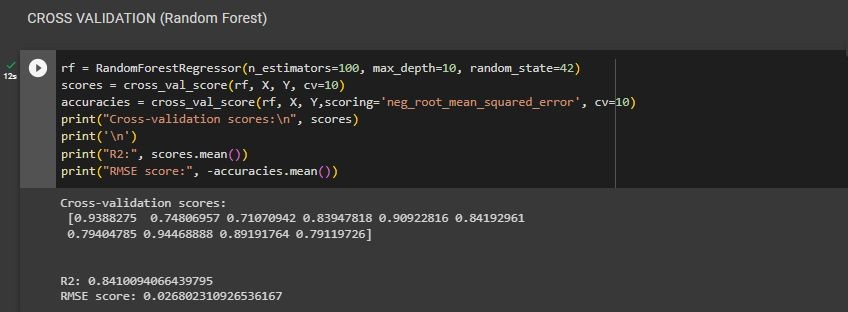 CROSS VALIDATION (Random Forest)
12s
rf = RandomForestRegressor(n_estimators=100, max_depth=10, random_state=42)
scores = cross_val_score(rf, X, Y, cv=10)
accuracies = cross_val_score(rf, X, Y,scoring='neg_root_mean_squared_error', cv=10)
print("Cross-validation scores:\n", scores)
print('\n')
print("R2:", scores.mean())
print("RMSE score:", -accuracies.mean())
Cross-validation scores:
[0.9388275  0.74806957 0.71070942 0.83947818 0.90922816 0.84192961
0.79404785 0.94468888 0.89191764 0.79119726]
R2: 0.8410094066439795
RMSE score: 0.026802310926536167